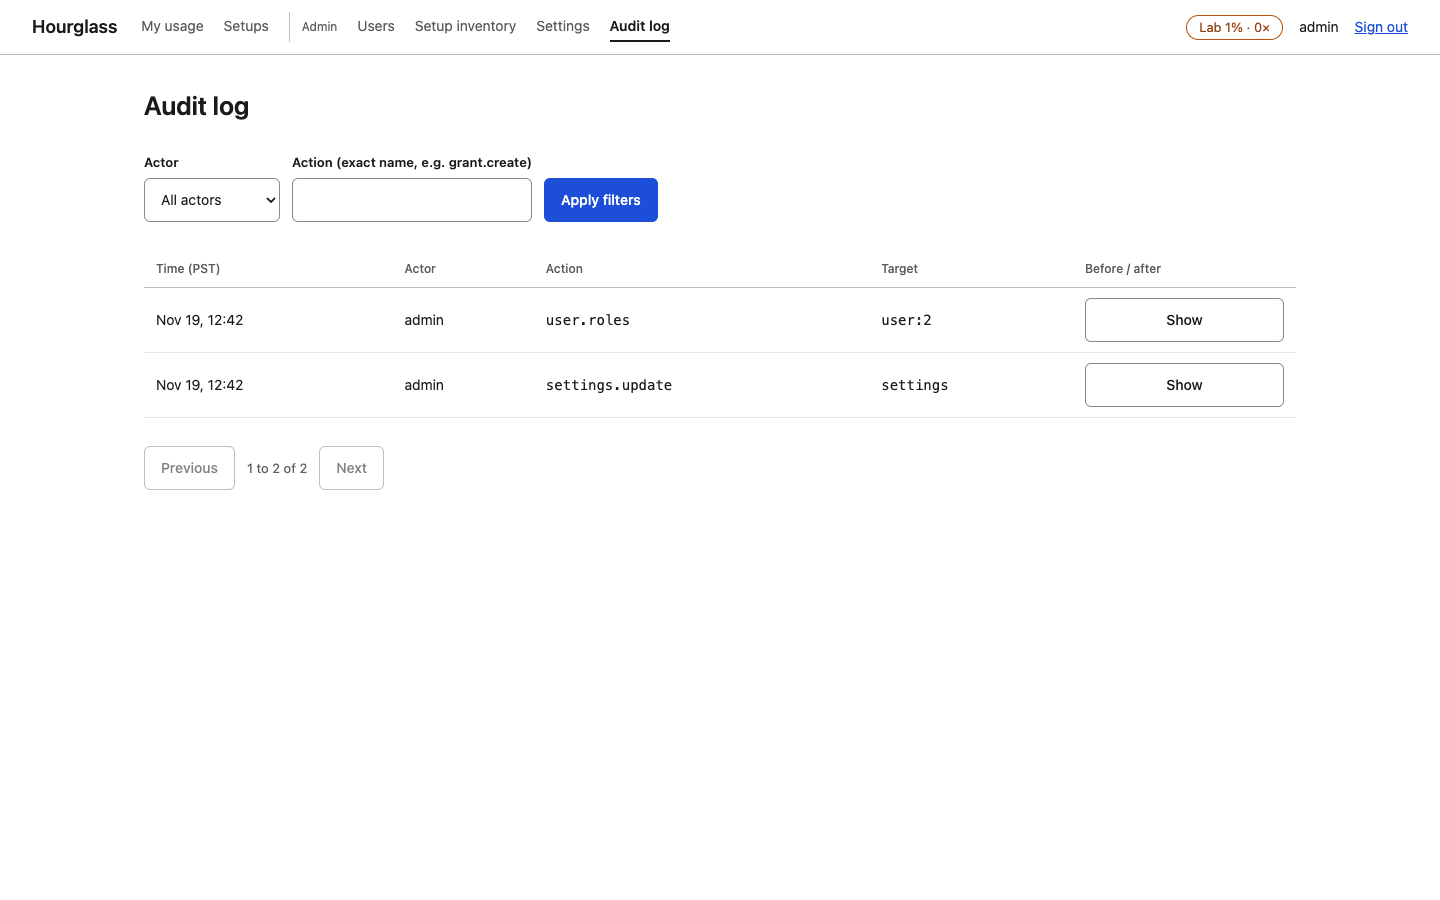 Hourglass My usage Setups Admin Users Setup inventory Settings Audit log Lab 1% · 0× admin Sign out
Audit log
Actor Action (exact name, e.g. grant.create)
All actors Apply filters
Time (PST) Actor Action Target Before / after
Nov 19, 12:42 admin user.roles user:2 Show
Nov 19, 12:42 admin settings.update settings Show
Previous 1 to 2 of 2 Next